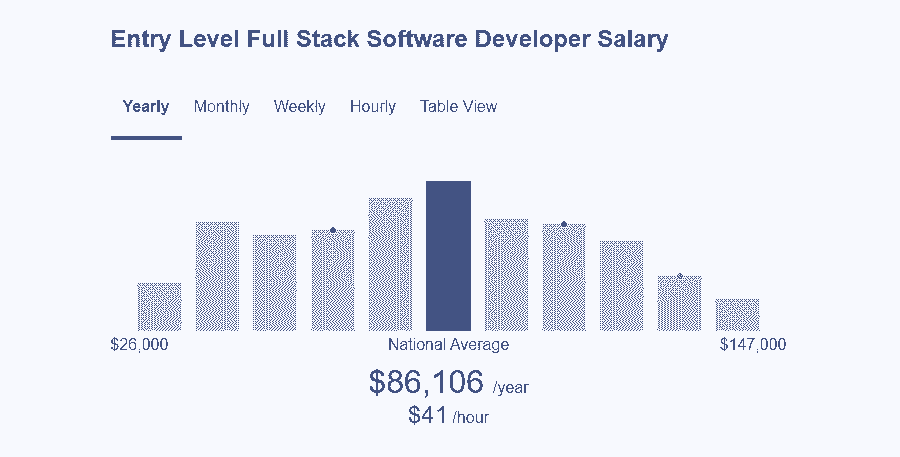 Entry Level Full Stack Software Developer Salary
Yearly Monthly Weekly Hourly Table View
$26,000 National Average $147,000
$86,106 /year
$41 /hour